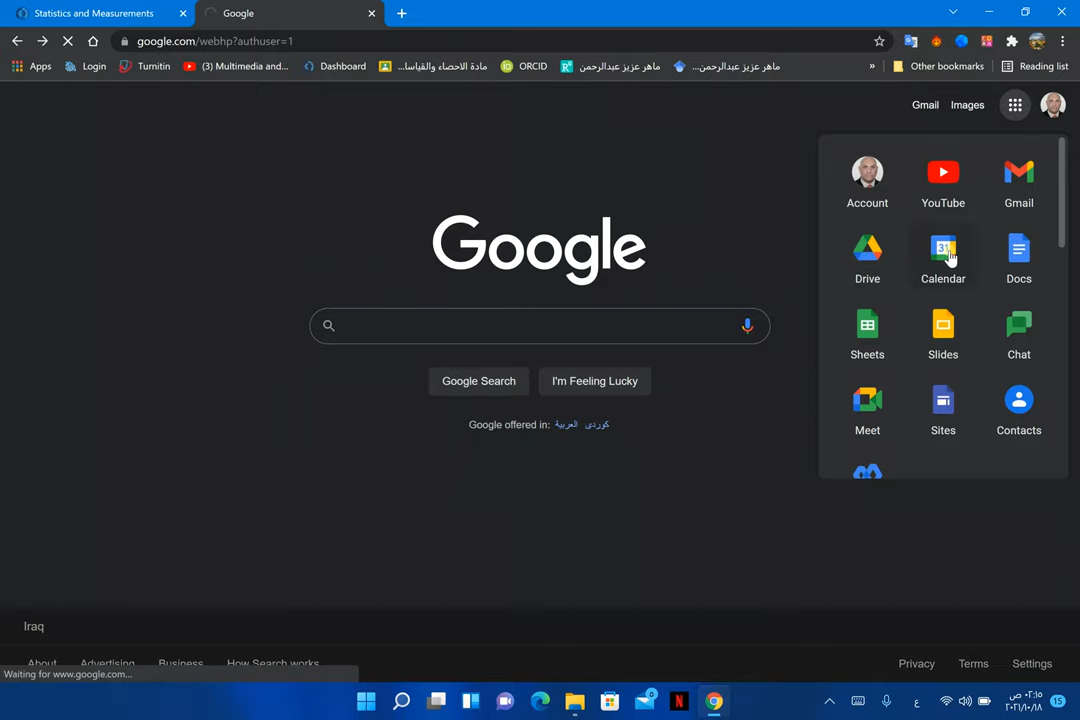 Statistics and Measurements
Google
google.com/webhp?authuser=1
Apps
Login
Turnitin
(3) Multimedia and...
Dashboard
مادة الاحصاء والقياسا...
ORCID
ماهر عزيز عبدالرحمن
ماهر عزيز عبدالرحمن...
»
Other bookmarks
Reading list
Gmail
Images
Account
YouTube
Gmail
Drive
31
Calendar
Docs
Sheets
Slides
Chat
Meet
Sites
Contacts
Google
Google Search
I'm Feeling Lucky
Google offered in: العربية كوردی
Iraq
About
Advertising
Business
How Search works
Privacy
Terms
Settings
Waiting for www.google.com...
0
N
ع
٠٢:١٥ ص
٢٠٢١/١٠/١٨
15